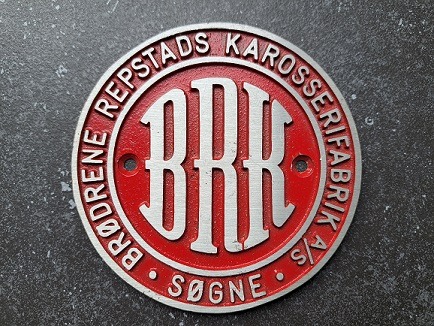 BRØDRENE REPSTADS KAROSSERIFABRIK A/S
BRK
· SØGNE ·